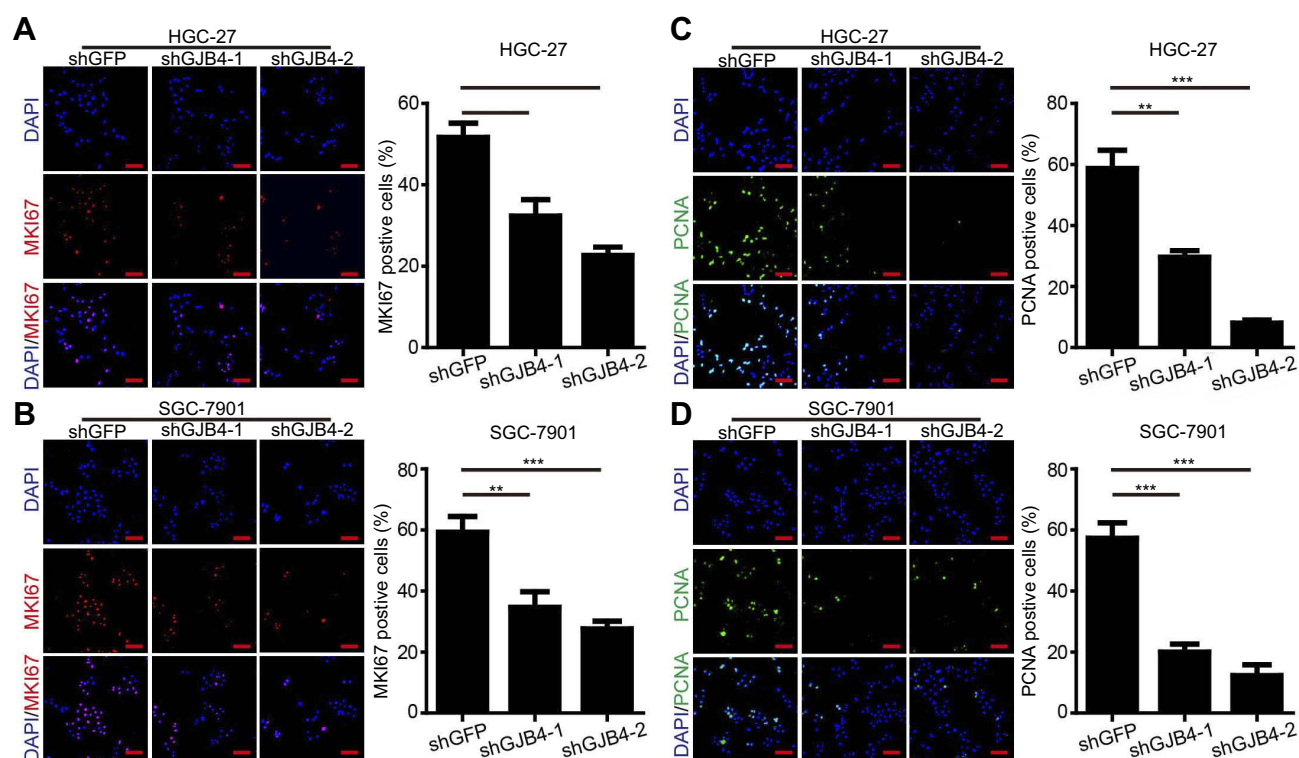 A
HGC-27
shGFP shGJB4-1 shGJB4-2
DAPI
MKI67
DAPI/MKI67
HGC-27
MKI67 postive cells (%)
60
40
20
0
shGFP shGJB4-1 shGJB4-2
C
HGC-27
shGFP shGJB4-1 shGJB4-2
DAPI
PCNA
DAPI/PCNA
HGC-27
***
**
PCNA positive cells (%)
80
60
40
20
0
shGFP shGJB4-1 shGJB4-2
B
SGC-7901
shGFP shGJB4-1 shGJB4-2
DAPI
MKI67
DAPI/MKI67
SGC-7901
***
**
MKI67 postive cells (%)
80
60
40
20
0
shGFP shGJB4-1 shGJB4-2
D
SGC-7901
shGFP shGJB4-1 shGJB4-2
DAPI
PCNA
DAPI/PCNA
SGC-7901
***
***
PCNA postive cells (%)
80
60
40
20
0
shGFP shGJB4-1 shGJB4-2